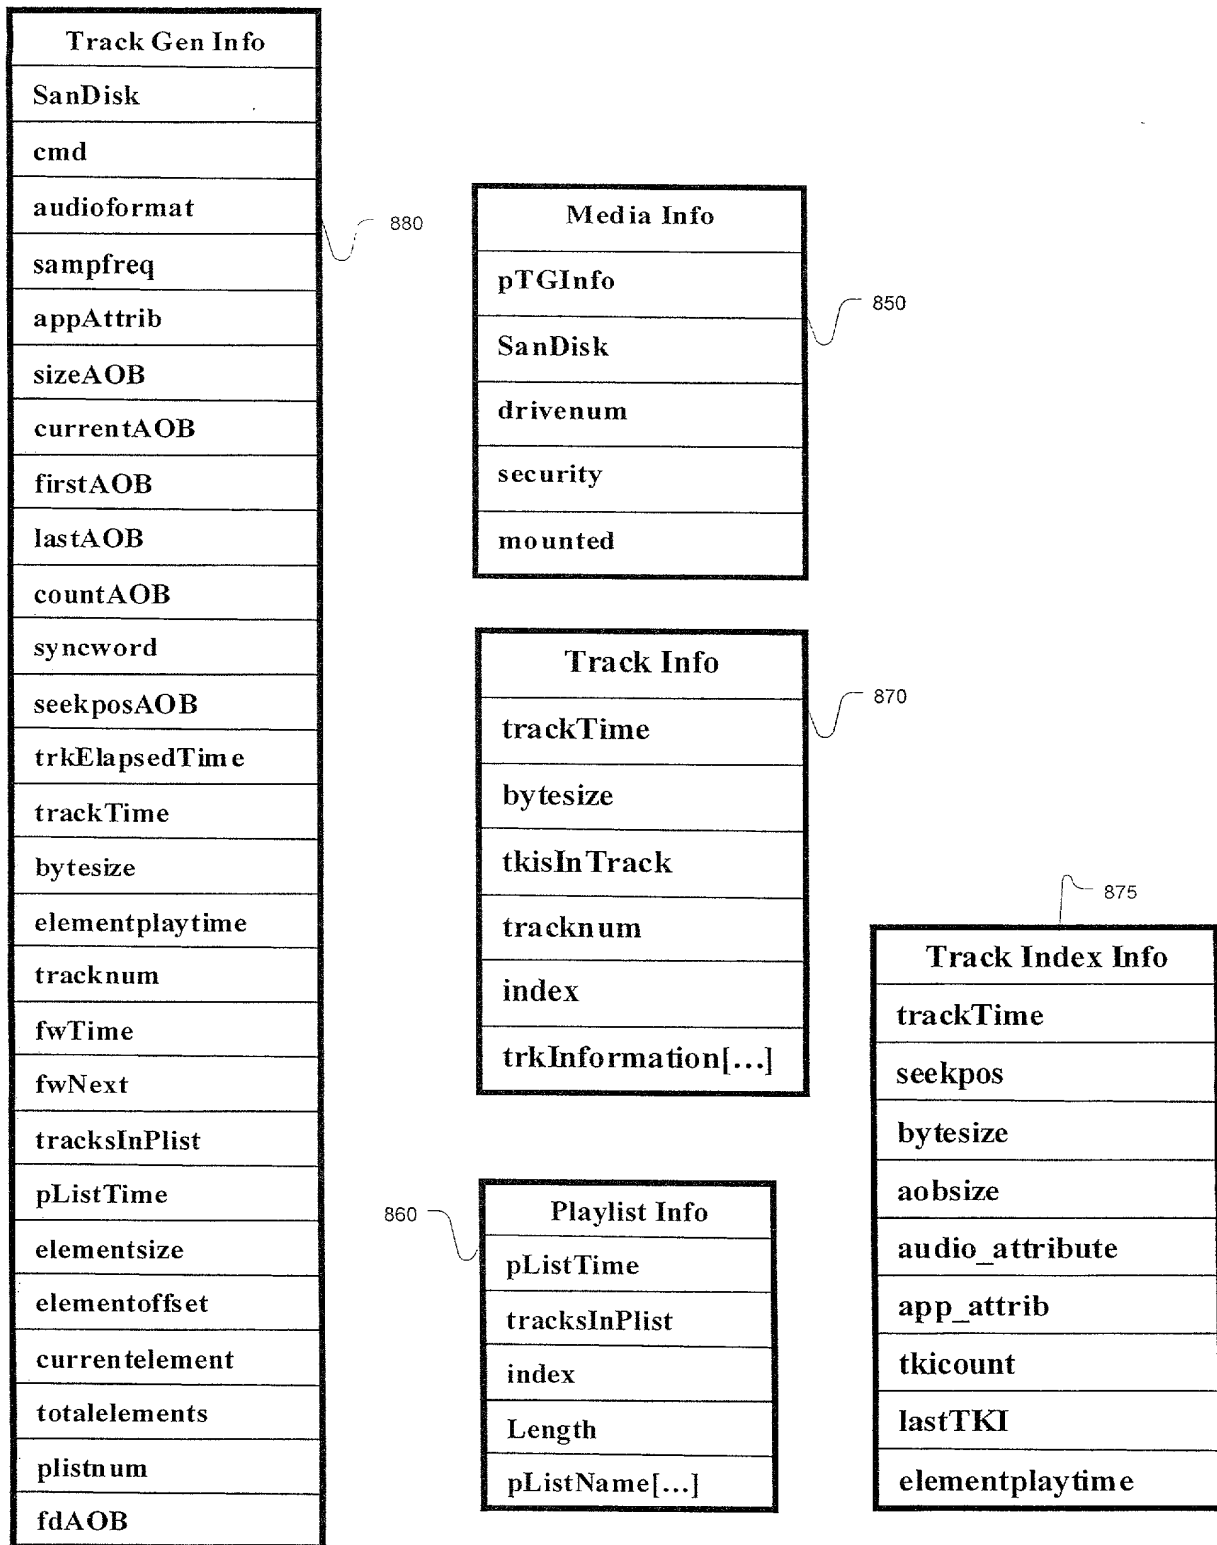 Track Gen Info
SanDisk
cmd
audioformat
sampfreq
appAttrib
sizeAOB
currentAOB
firstAOB
lastAOB
countAOB
syncword
seekposAOB
trkElapsedTime
trackTime
bytesize
elementplaytime
tracknum
fwTime
fwNext
tracksInPlist
pListTime
elementsize
elementoffset
currentelement
totalelements
plistnum
fdAOB
880
Media Info
pTGInfo
SanDisk
drivenum
security
mounted
850
Track Info
trackTime
bytesize
tkisInTrack
tracknum
index
trkInformation[...]
870
860
Playlist Info
pListTime
tracksInPlist
index
Length
pListName[...]
875
Track Index Info
trackTime
seekpos
bytesize
aobsize
audio_attribute
app_attrib
tkicount
lastTKI
elementplaytime